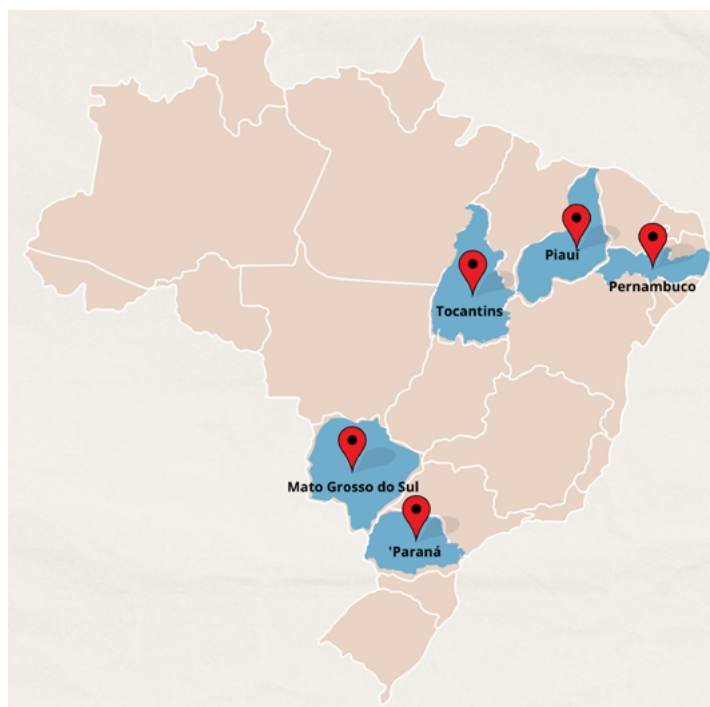 Piauí
Pernambuco
Tocantins
Mato Grosso do Sul
'Paraná